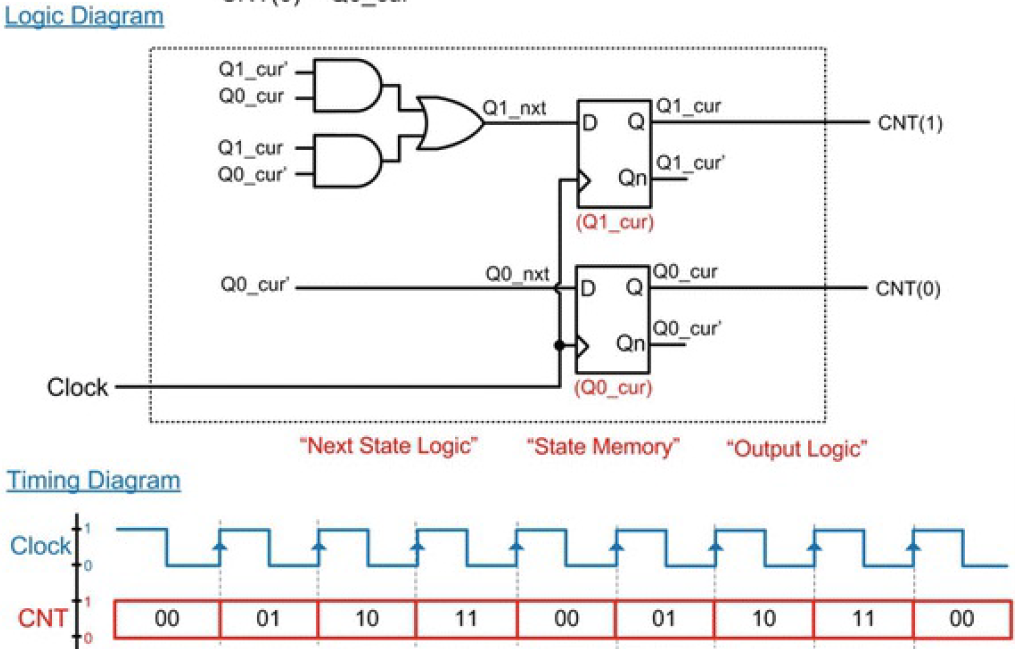 Logic Diagram
Q1_cur'
Q0_cur
Q1_cur
Q0_cur'
Q1_nxt
D Q
Qn
Q1_cur
Q1_cur'
(Q1_cur)
CNT(1)
Q0_cur'
Q0_nxt
D Q
Qn
Q0_cur
Q0_cur'
(Q0_cur)
CNT(0)
Clock
"Next State Logic" "State Memory" "Output Logic"
Timing Diagram
Clock 1 0
CNT 1 0 00 01 10 11 00 01 10 11 00